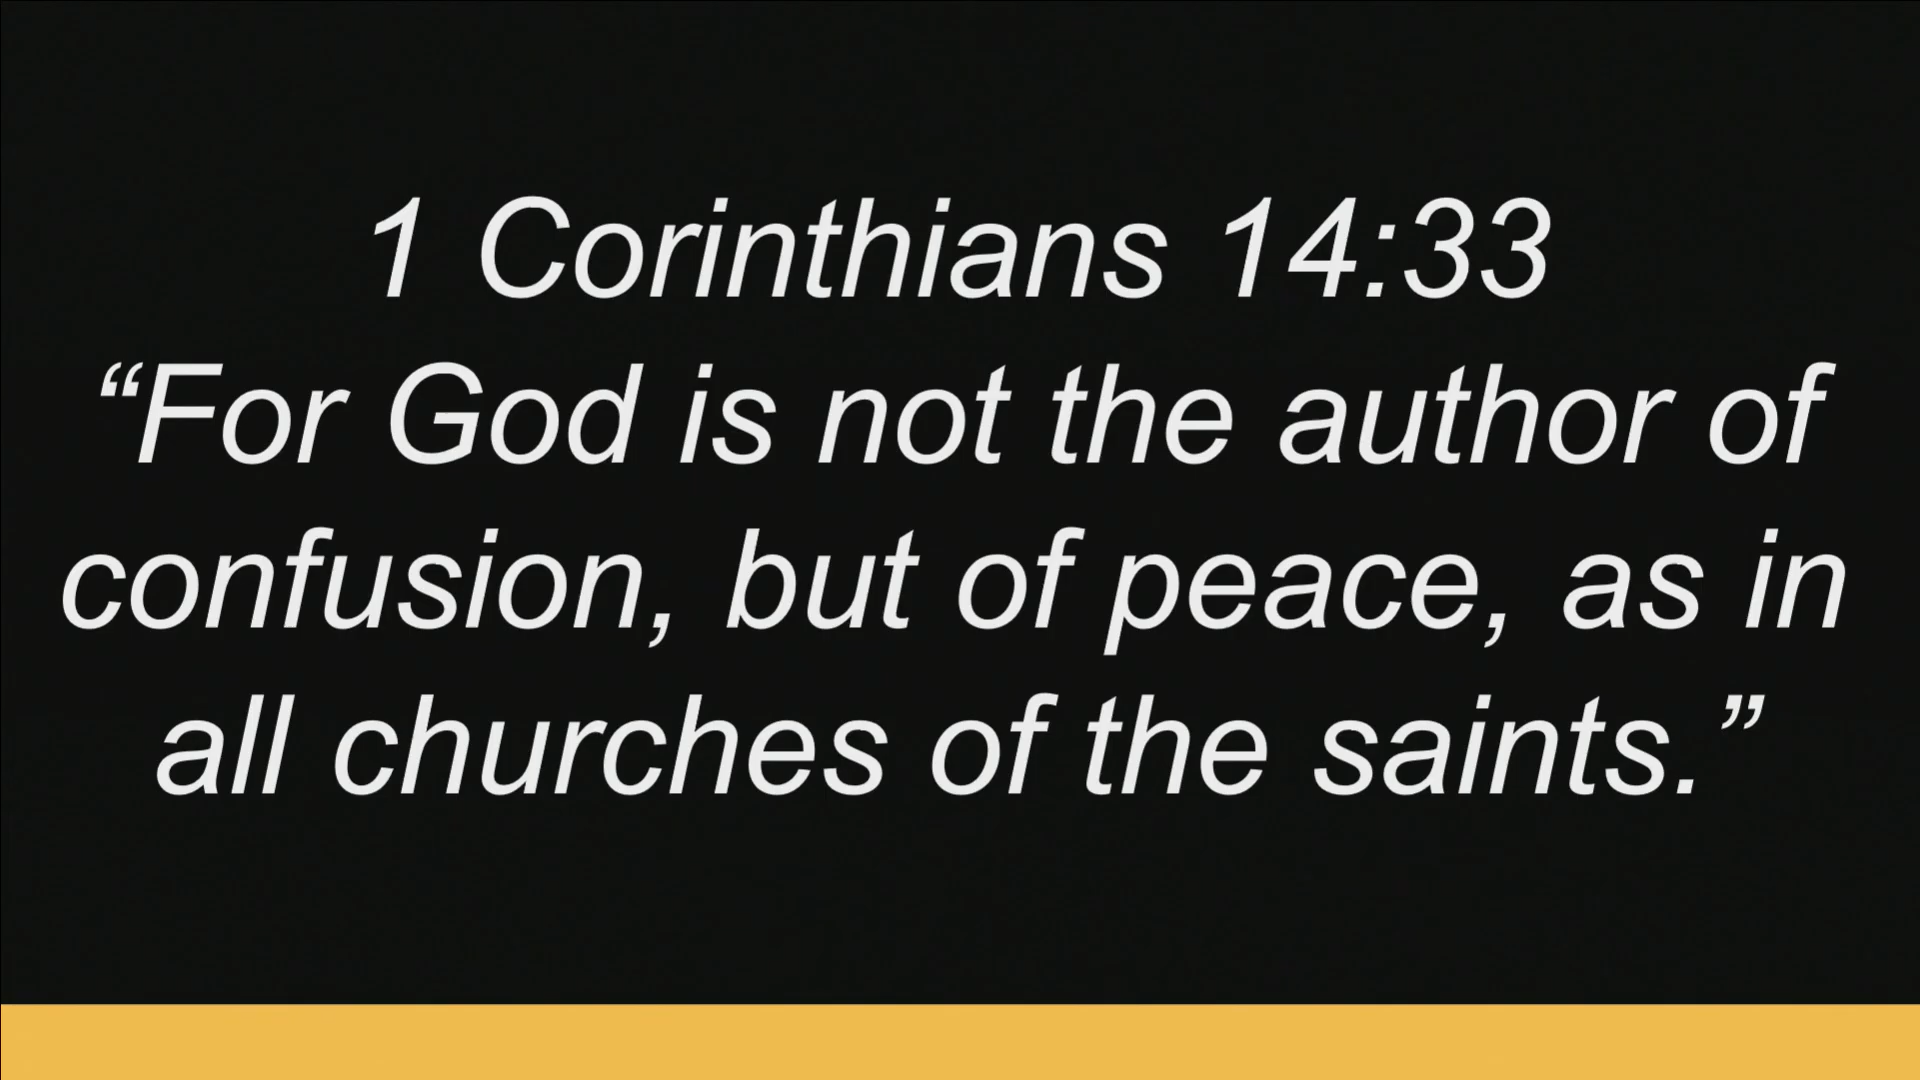 1 Corinthians 14:33
“For God is not the author of
confusion, but of peace, as in
all churches of the saints.”